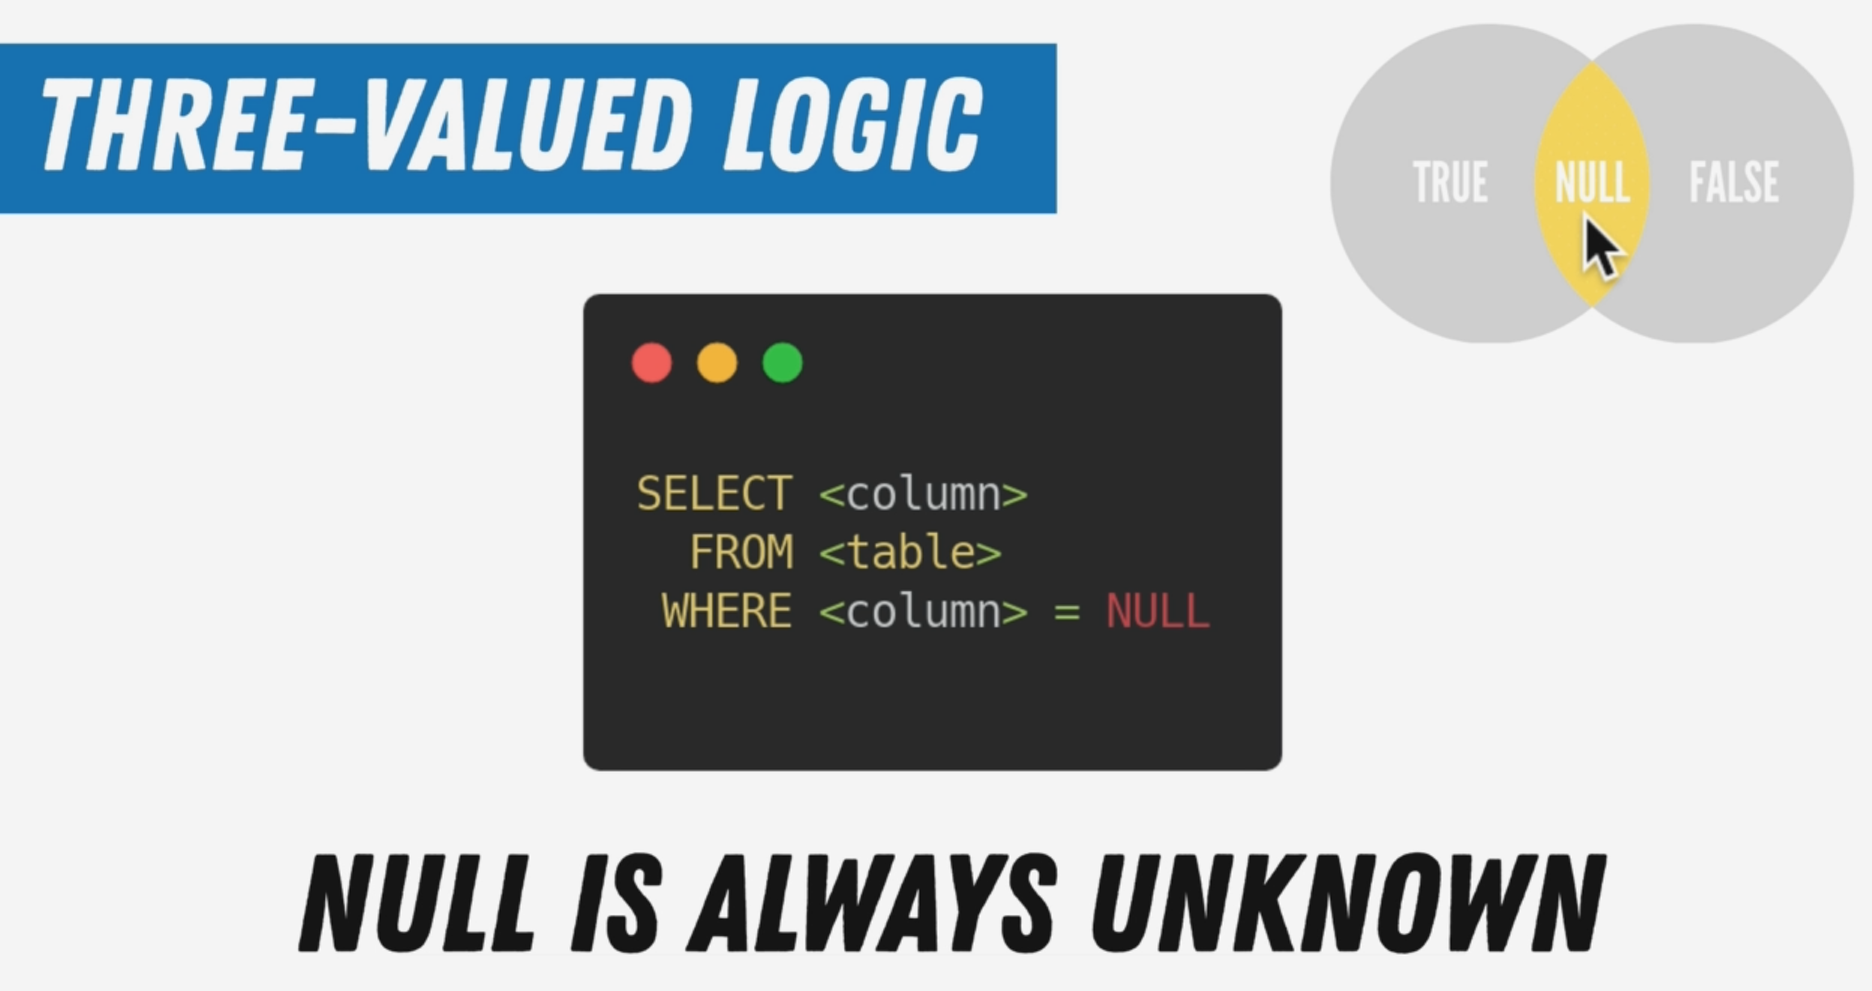 THREE-VALUED LOGIC
TRUE NULL FALSE
SELECT <column>
FROM <table>
WHERE <column> = NULL
NULL IS ALWAYS UNKNOWN